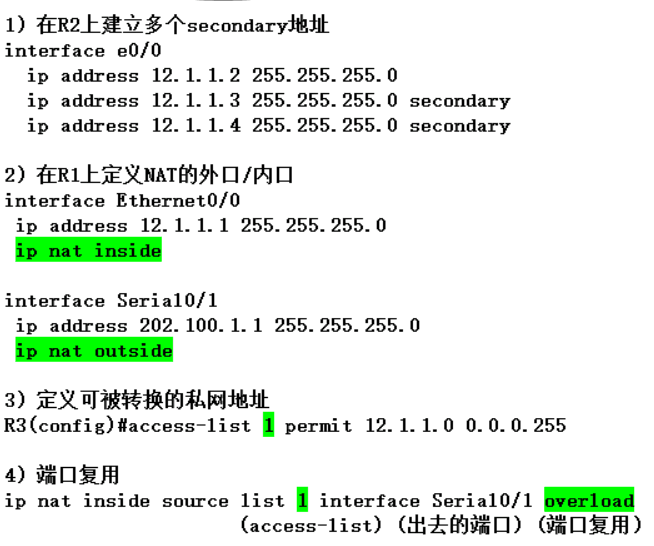 1）在R2上建立多个secondary地址
interface e0/0
ip address 12.1.1.2 255.255.255.0
ip address 12.1.1.3 255.255.255.0 secondary
ip address 12.1.1.4 255.255.255.0 secondary
2）在R1上定义NAT的外口/内口
interface Ethernet0/0
ip address 12.1.1.1 255.255.255.0
ip nat inside
interface Serial0/1
ip address 202.100.1.1 255.255.255.0
ip nat outside
3）定义可被转换的私网地址
R3(config)#access-list 1 permit 12.1.1.0 0.0.0.255
4）端口复用
ip nat inside source list 1 interface Serial0/1 overload
(access-list)（出去的端口）（端口复用）